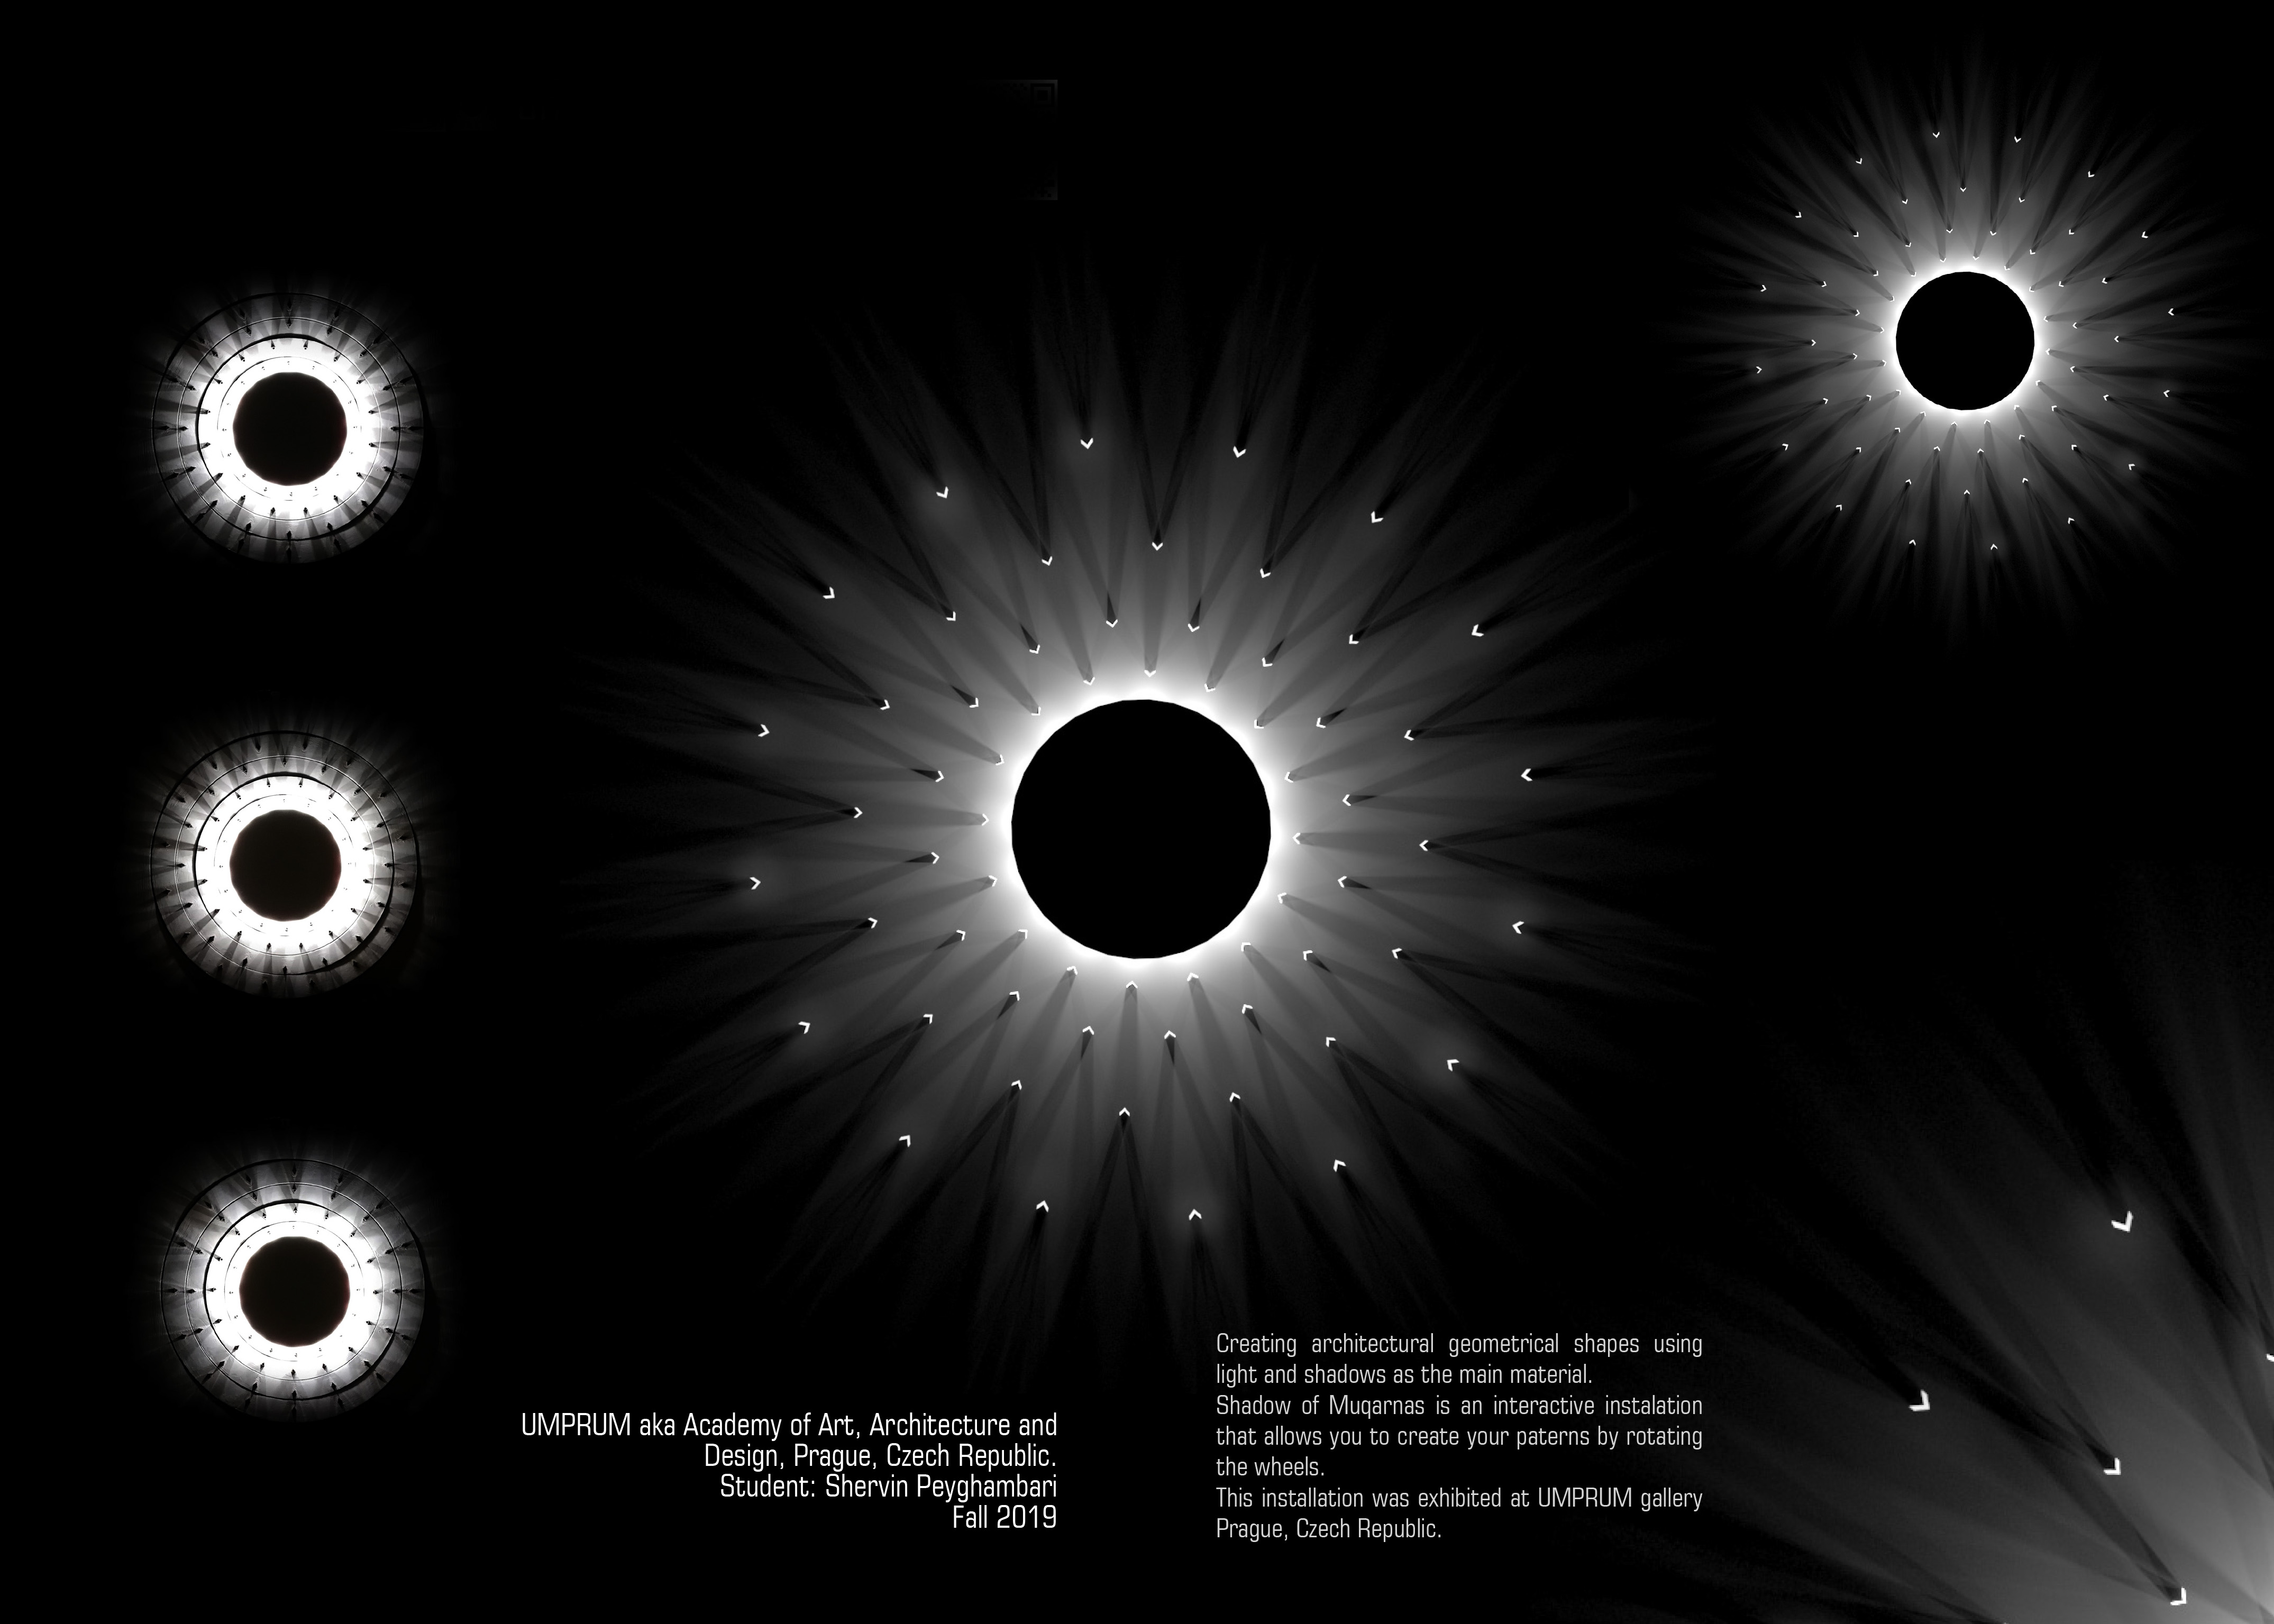 UMPRUM aka Academy of Art, Architecture and
Design, Prague, Czech Republic.
Student: Shervin Peyghambari
Fall 2019
Creating architectural geometrical shapes using
light and shadows as the main material.
Shadow of Muqarnas is an interactive instalation
that allows you to create your paterns by rotating
the wheels.
This installation was exhibited at UMPRUM gallery
Prague, Czech Republic.